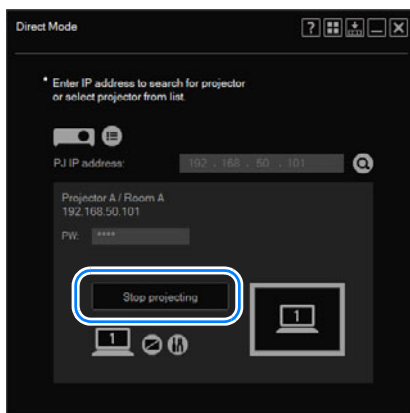 Direct Mode
?
* Enter IP address to search for projector
or select projector from list.
PJ IP address: 192 . 168 . 50 . 101
Projector A / Room A
192.168.50.101
PW: ****
Stop projecting
1
1